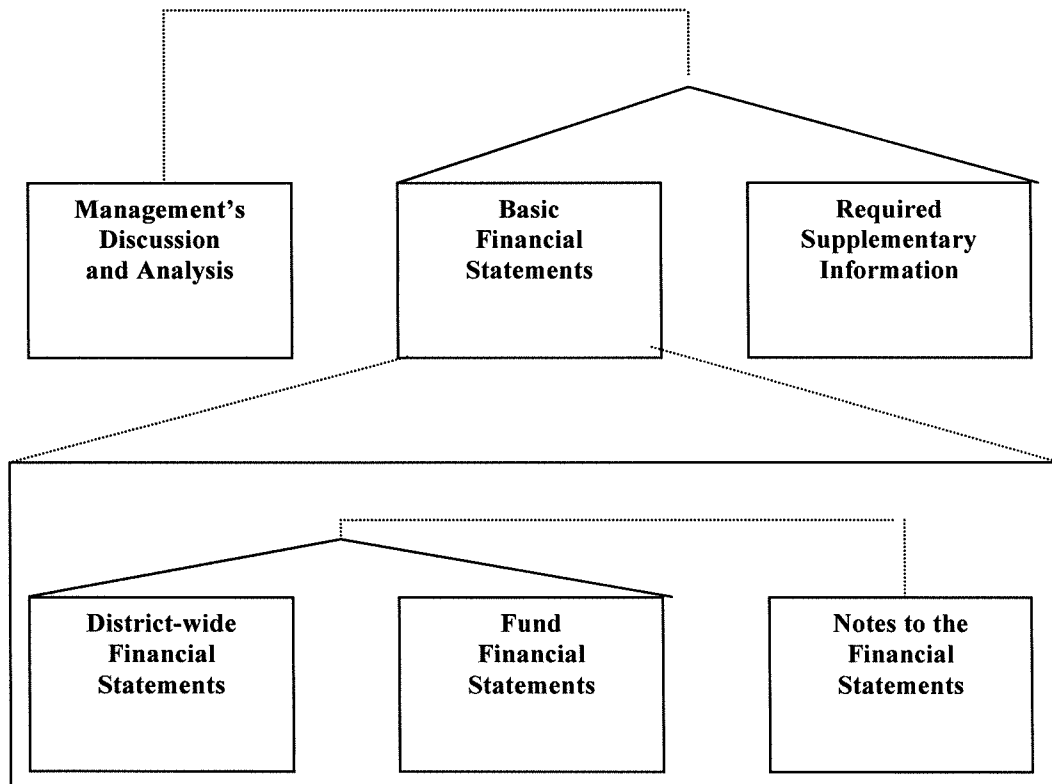 Management's
Discussion
and Analysis
Basic
Financial
Statements
Required
Supplementary
Information
District-wide
Financial
Statements
Fund
Financial
Statements
Notes to the
Financial
Statements